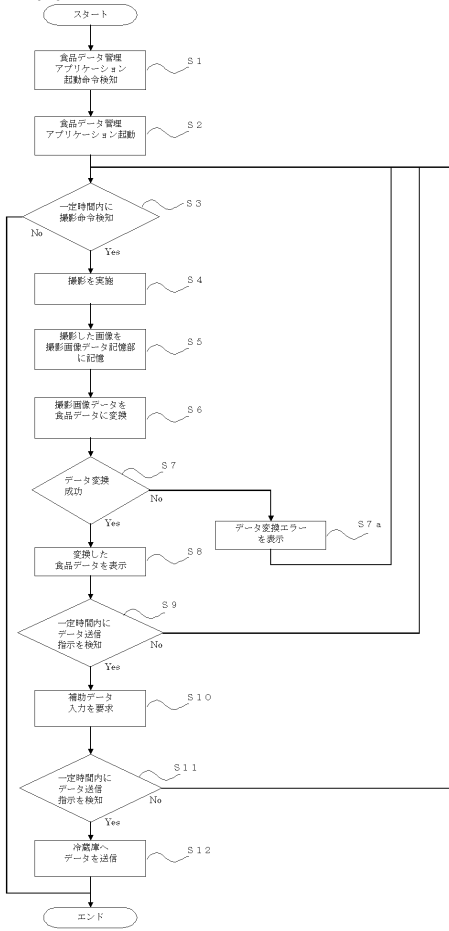 スタート
食品データ管理
アプリケーション
起動命令検知
S1
食品データ管理
アプリケーション起動
S2
一定時間内に
撮影命令検知
S3
No
Yes
撮影を実施
S4
撮影した画像を
撮影画像データ記憶部
に記憶
S5
撮影画像データを
食品データに変換
S6
データ変換
成功
S7
No
Yes
データ変換エラー
を表示
S7a
変換した
食品データを表示
S8
一定時間内に
データ送信
指示を検知
S9
No
Yes
補助データ
入力を要求
S10
一定時間内に
データ送信
指示を検知
S11
No
Yes
冷蔵庫へ
データを送信
S12
エンド